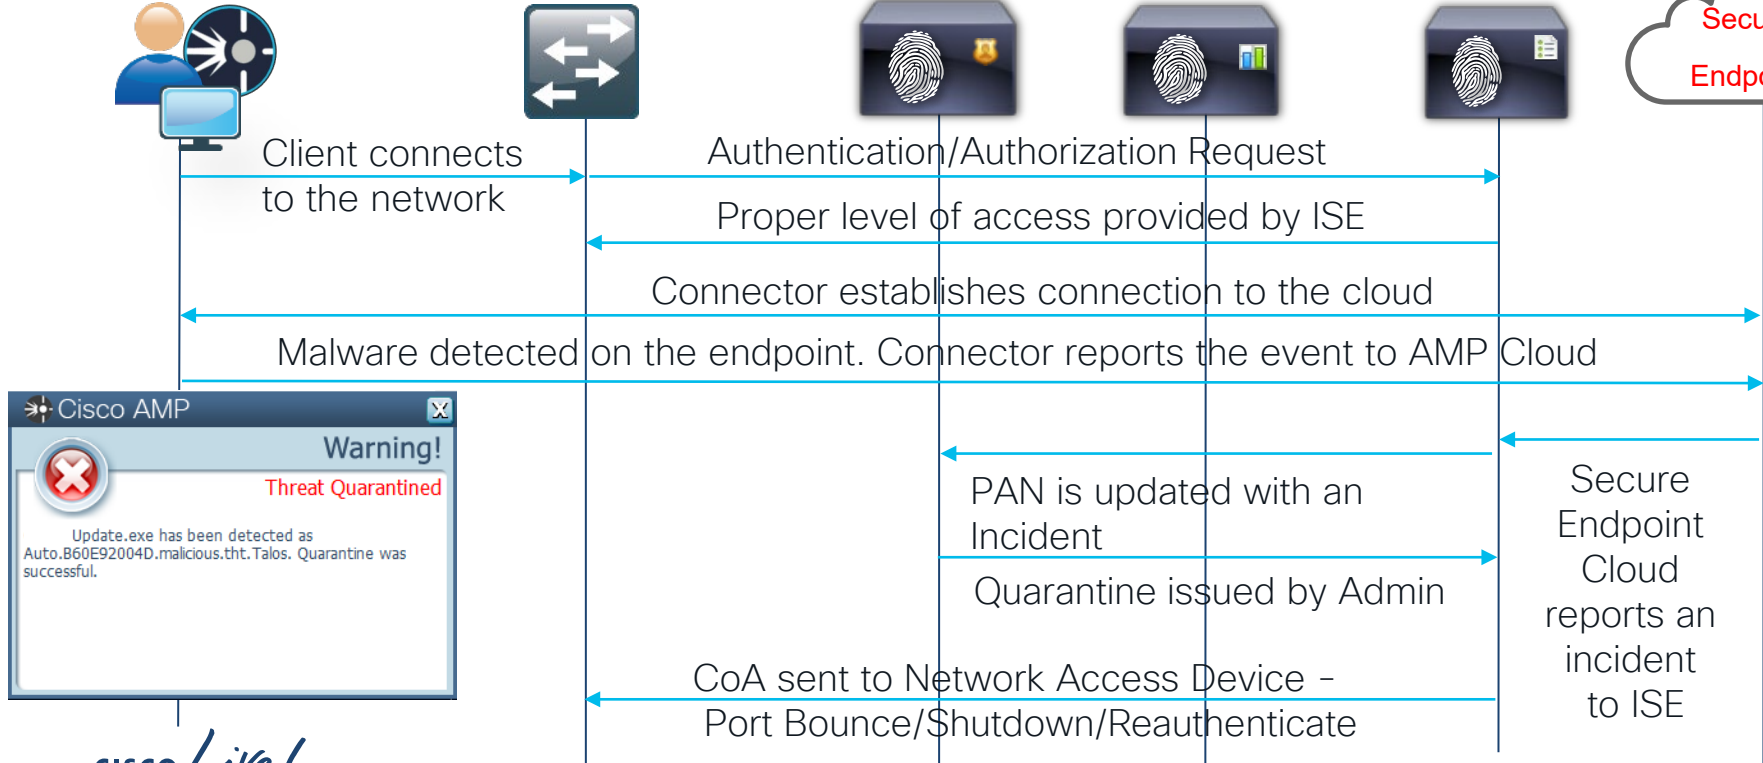 Client connects
to the network
Authentication/Authorization Request
Proper level of access provided by ISE
Connector establishes connection to the cloud
Malware detected on the endpoint. Connector reports the event to AMP Cloud
Cisco AMP
Warning!
Threat Quarantined
Update.exe has been detected as
Auto.B60E92004D.malicious.tht.Talos. Quarantine was
successful.
PAN is updated with an
Incident
Quarantine issued by Admin
Secure
Endpoint
Cloud
reports an
incident
to ISE
CoA sent to Network Access Device -
Port Bounce/Shutdown/Reauthenticate
cisco Live!